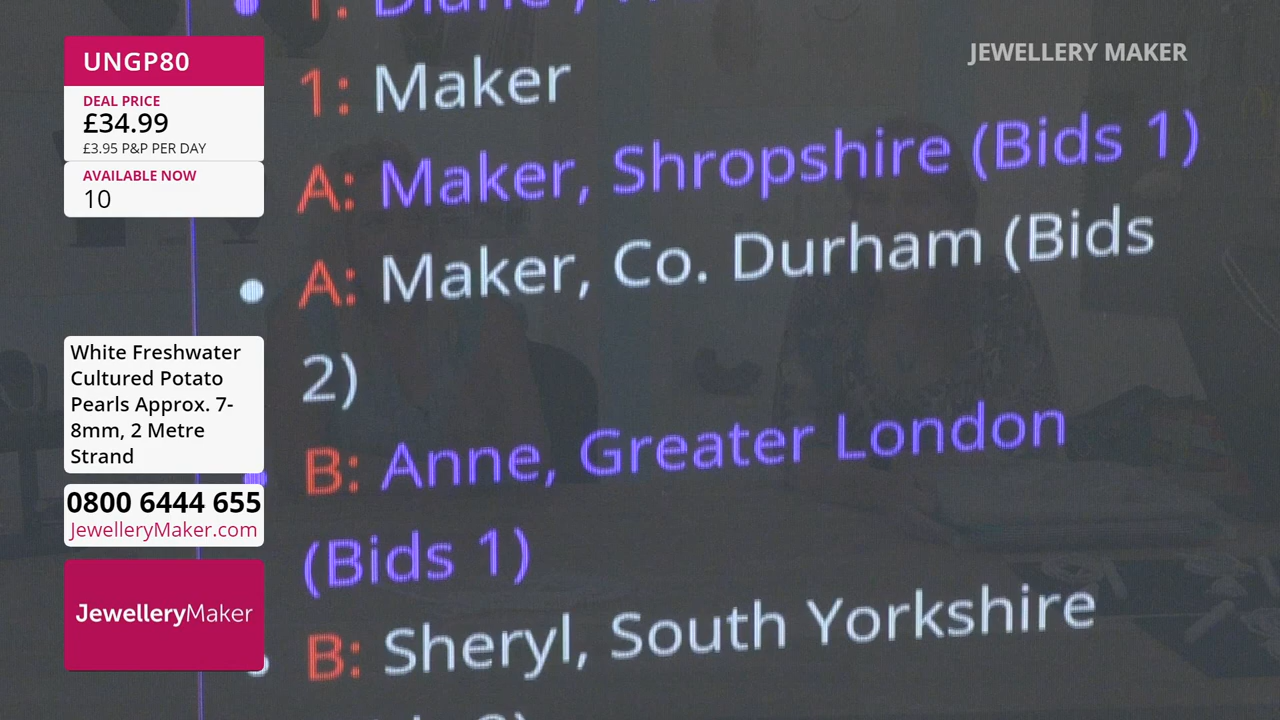 UNGP80
DEAL PRICE
£34.99
£3.95 P&P PER DAY
AVAILABLE NOW
10
White Freshwater
Cultured Potato
Pearls Approx. 7-
8mm, 2 Metre
Strand
0800 6444 655
JewelleryMaker.com
JewelleryMaker
JEWELLERY MAKER
1: Diane,
1: Maker
A: Maker, Shropshire (Bids 1)
A: Maker, Co. Durham (Bids
2)
B: Anne, Greater London
(Bids 1)
B: Sheryl, South Yorkshire